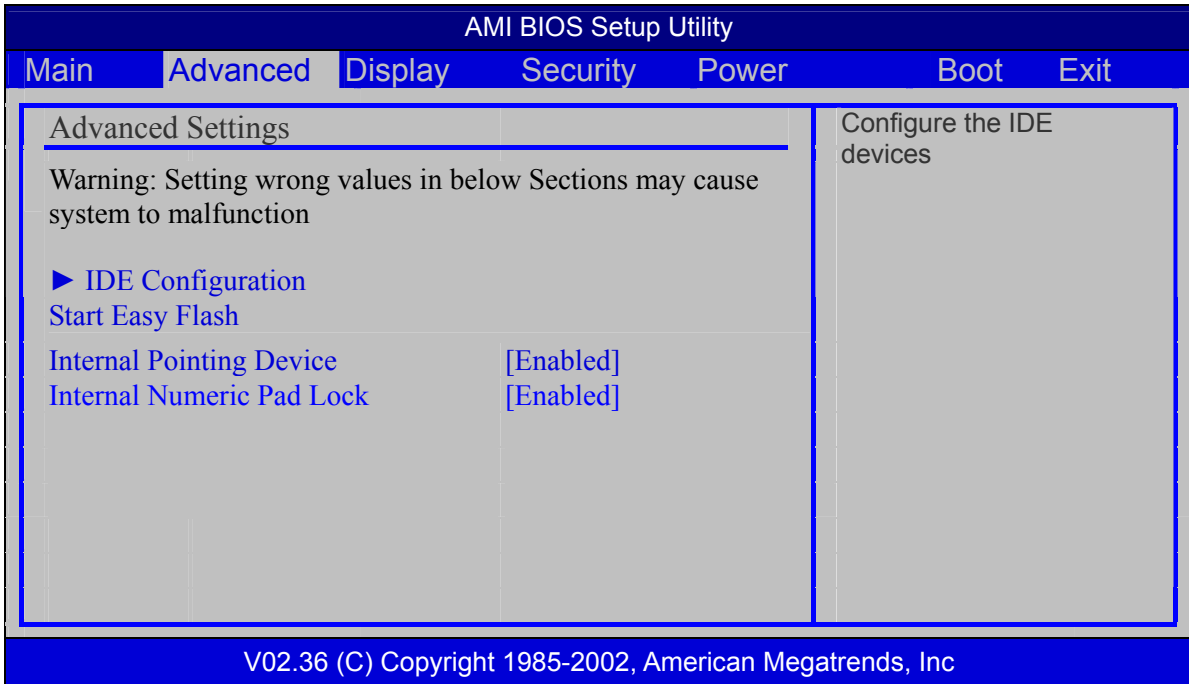 AMI BIOS Setup Utility
Main Advanced Display Security Power Boot Exit
Advanced Settings
Warning: Setting wrong values in below Sections may cause
system to malfunction
► IDE Configuration
Start Easy Flash
Internal Pointing Device [Enabled]
Internal Numeric Pad Lock [Enabled]
Configure the IDE
devices
V02.36 (C) Copyright 1985-2002, American Megatrends, Inc